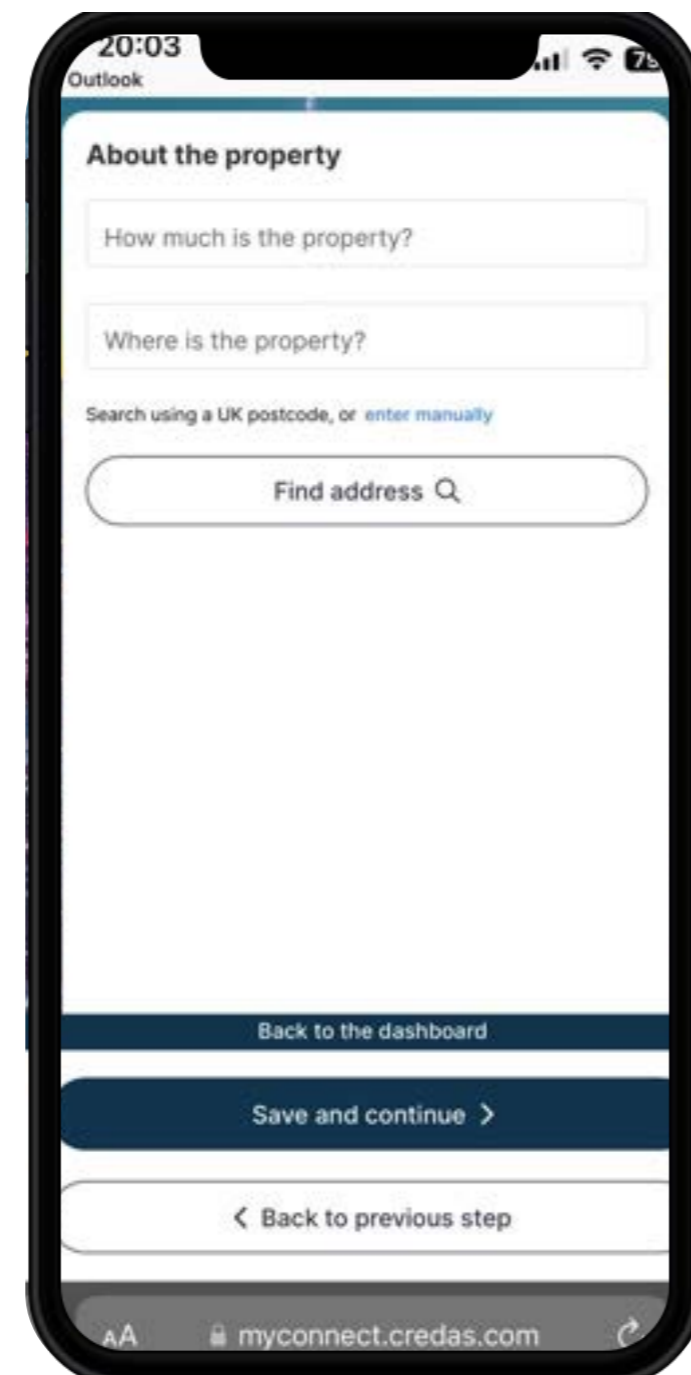 20:03
Outlook
About the property
How much is the property?
Where is the property?
Search using a UK postcode, or enter manually
Find address
Back to the dashboard
Save and continue
Back to previous step
AA
myconnect.credas.com